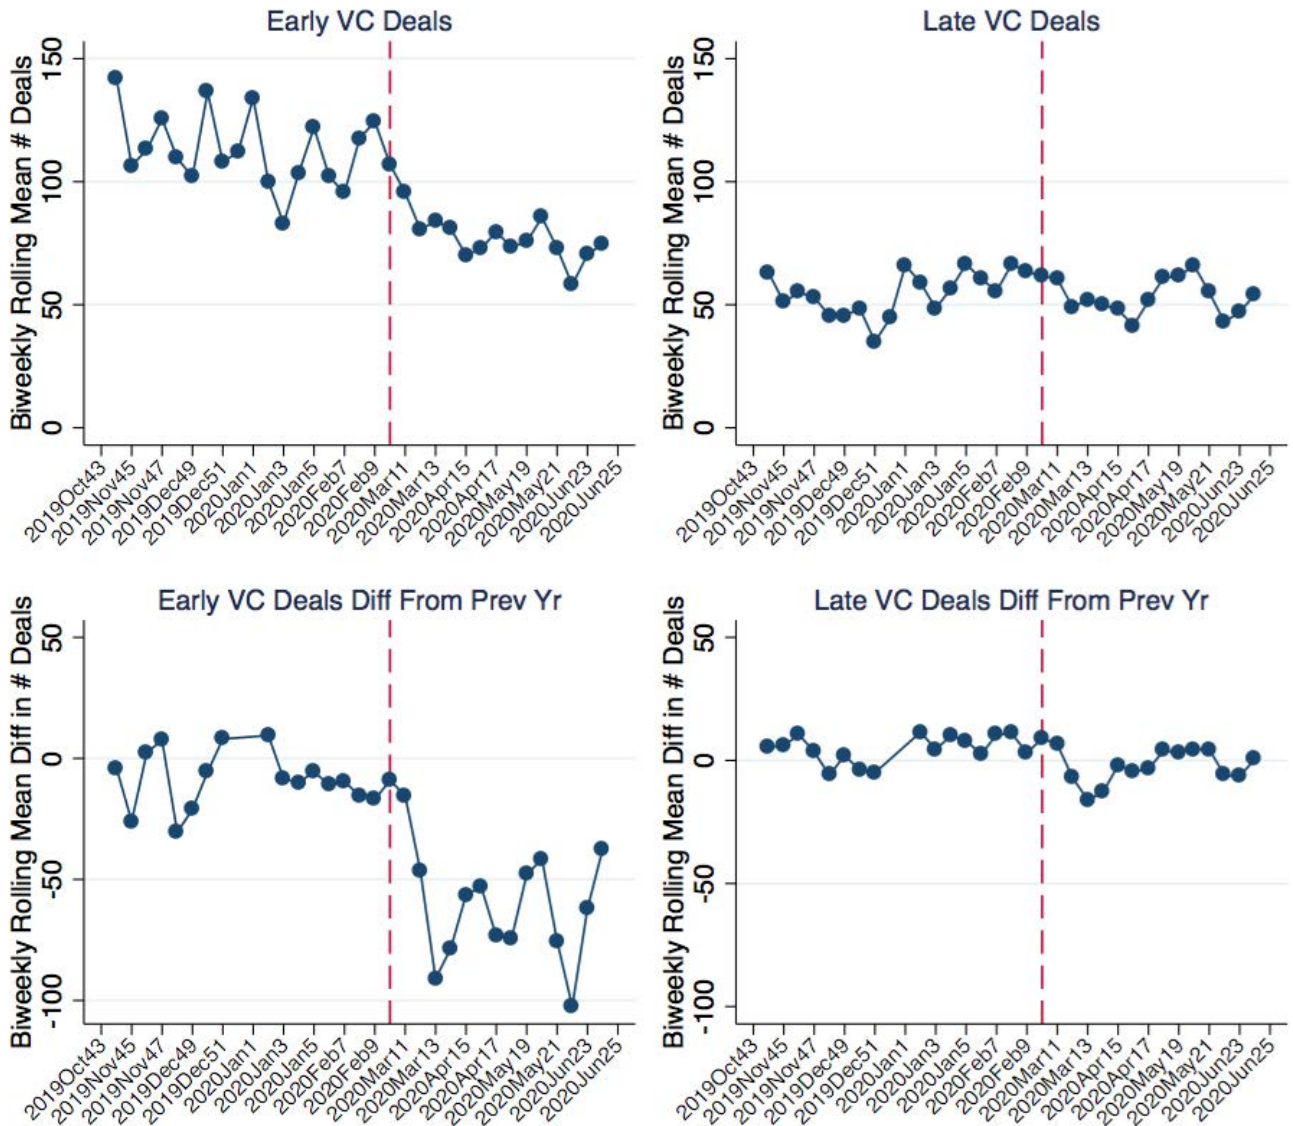 Early VC Deals
Biweekly Rolling Mean # Deals
150
100
50
0
2019Oct43
2019Nov45
2019Nov47
2019Dec49
2019Dec51
2020Jan1
2020Jan3
2020Jan5
2020Feb7
2020Feb9
2020Mar11
2020Mar13
2020Apr15
2020Apr17
2020May19
2020May21
2020Jun23
2020Jun25
Late VC Deals
Biweekly Rolling Mean # Deals
150
100
50
0
2019Oct43
2019Nov45
2019Nov47
2019Dec49
2019Dec51
2020Jan1
2020Jan3
2020Jan5
2020Feb7
2020Feb9
2020Mar11
2020Mar13
2020Apr15
2020Apr17
2020May19
2020May21
2020Jun23
2020Jun25
Early VC Deals Diff From Prev Yr
Biweekly Rolling Mean Diff in # Deals
50
0
-50
-100
2019Oct43
2019Nov45
2019Nov47
2019Dec49
2019Dec51
2020Jan1
2020Jan3
2020Jan5
2020Feb7
2020Feb9
2020Mar11
2020Mar13
2020Apr15
2020Apr17
2020May19
2020May21
2020Jun23
2020Jun25
Late VC Deals Diff From Prev Yr
Biweekly Rolling Mean Diff in # Deals
50
0
-50
-100
2019Oct43
2019Nov45
2019Nov47
2019Dec49
2019Dec51
2020Jan1
2020Jan3
2020Jan5
2020Feb7
2020Feb9
2020Mar11
2020Mar13
2020Apr15
2020Apr17
2020May19
2020May21
2020Jun23
2020Jun25